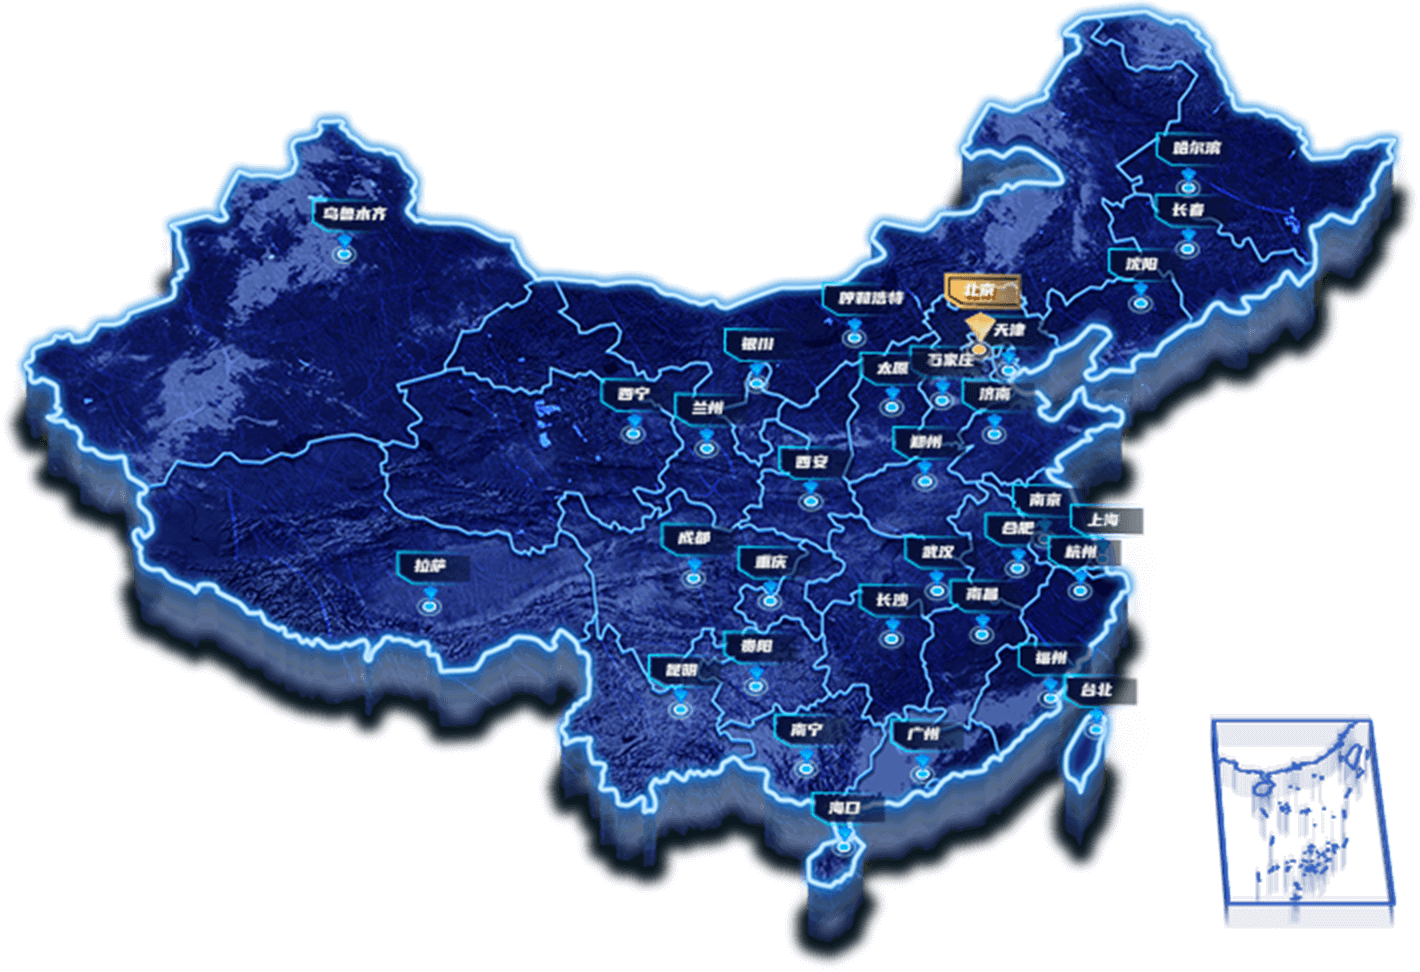 哈尔滨
长春
乌鲁木齐
沈阳
北京
呼和浩特
天津
银川
石家庄
太原
西宁
济南
兰州
郑州
西安
南京
上海
合肥
成都
武汉
杭州
重庆
拉萨
南昌
长沙
贵阳
福州
昆明
台北
南宁
广州
海口